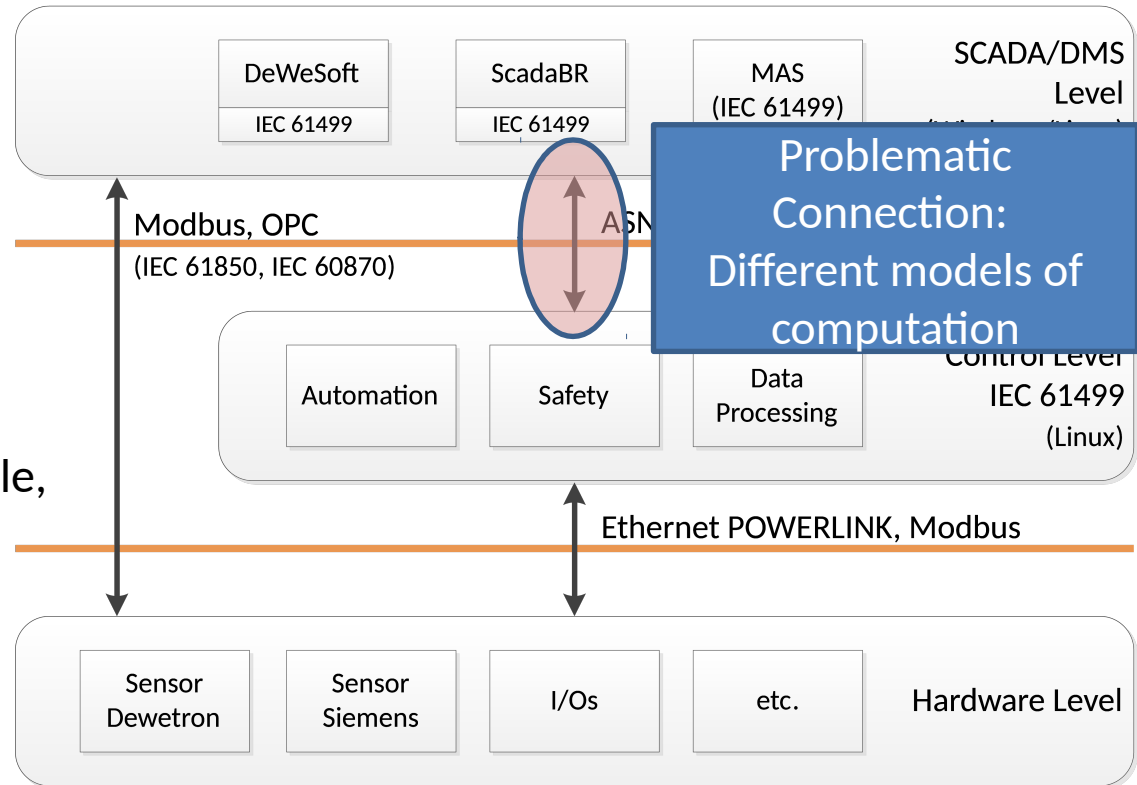 DeWeSoft
IEC 61499
ScadaBR
IEC 61499
MAS
(IEC 61499)
SCADA/DMS
Level
Problematic
Connection:
Different models of
computation
Modbus, OPC
(IEC 61850, IEC 60870)
Automation
Safety
Data
Processing
Control Level
IEC 61499
(Linux)
le,
Ethernet POWERLINK, Modbus
Sensor
Dewetron
Sensor
Siemens
I/Os
etc.
Hardware Level